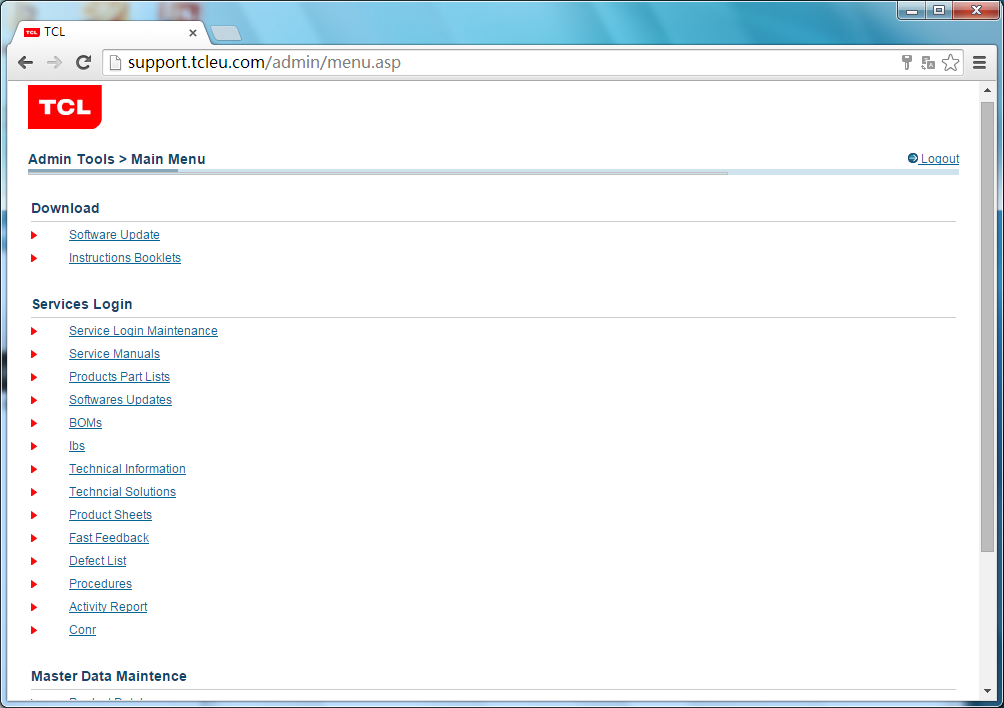 TCL TCL
support.tcleu.com/admin/menu.asp
TCL
Admin Tools > Main Menu
Logout
Download
Software Update
Instructions Booklets
Services Login
Service Login Maintenance
Service Manuals
Products Part Lists
Softwares Updates
BOMs
Ibs
Technical Information
Techncial Solutions
Product Sheets
Fast Feedback
Defect List
Procedures
Activity Report
Conr
Master Data Maintence